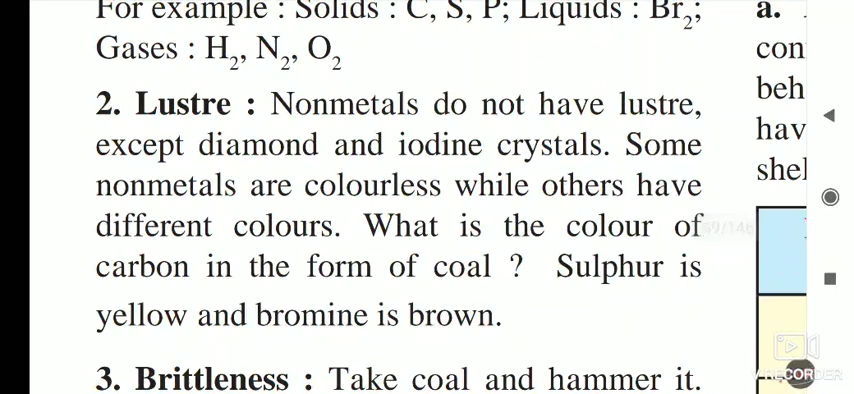 For example : Solids : C, S, P; Liquids : Br2;
Gases : H2, N2, O2
2. Lustre : Nonmetals do not have lustre,
except diamond and iodine crystals. Some
nonmetals are colourless while others have
different colours. What is the colour of
carbon in the form of coal ? Sulphur is
yellow and bromine is brown.
3. Brittleness : Take coal and hammer it.
a.
con
beh
hav
shel
69/146
V RECORDER